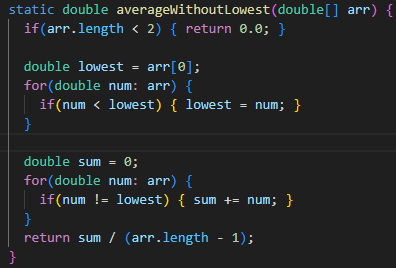 static double averageWithoutLowest(double[] arr) {
  if(arr.length < 2) { return 0.0; }

  double lowest = arr[0];
  for(double num: arr) {
    if(num < lowest) { lowest = num; }
  }

  double sum = 0;
  for(double num: arr) {
    if(num != lowest) { sum += num; }
  }
  return sum / (arr.length - 1);
}